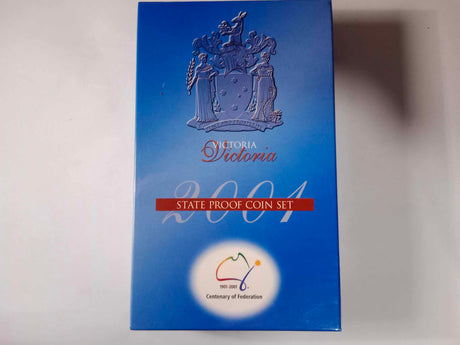 VICTORIA
Victoria
2001
STATE PROOF COIN SET
1901-2001
Centenary of Federation